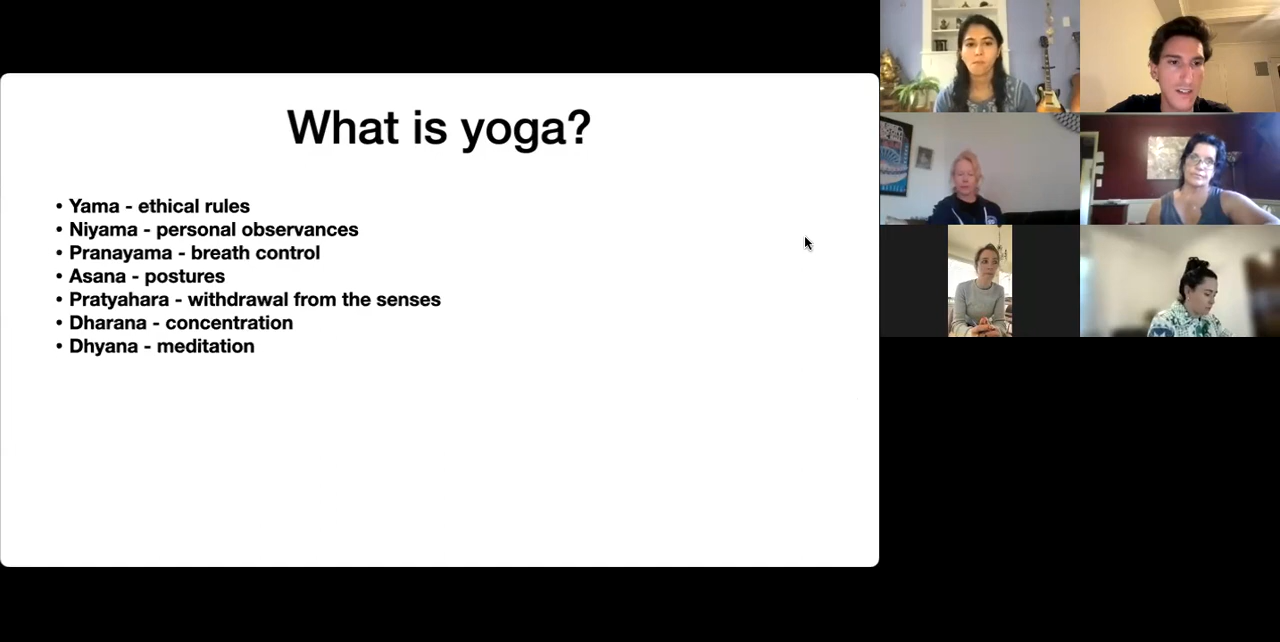 What is yoga?
• Yama - ethical rules
• Niyama - personal observances
• Pranayama - breath control
• Asana - postures
• Pratyahara - withdrawal from the senses
• Dharana - concentration
• Dhyana - meditation